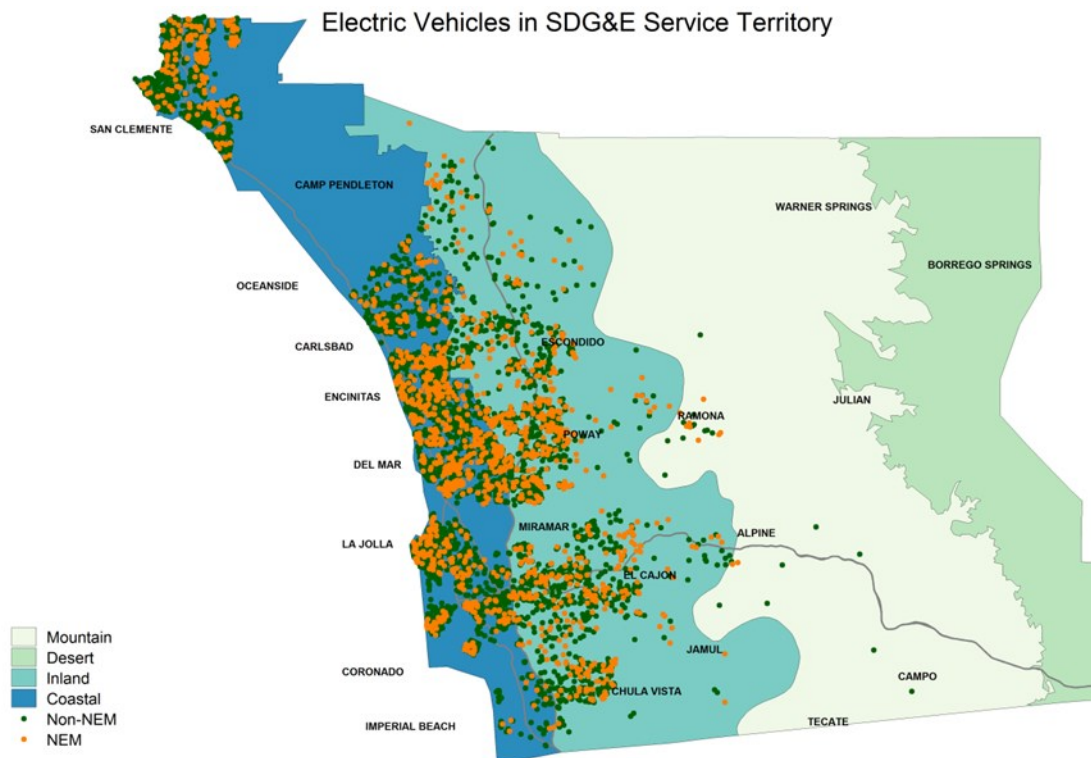 Electric Vehicles in SDG&E Service Territory
SAN CLEMENTE
CAMP PENDLETON
WARNER SPRINGS
BORREGO SPRINGS
OCEANSIDE
CARLSBAD
ESCONDIDO
ENCINITAS
JULIAN
RAMONA
POWAY
DEL MAR
MIRAMAR
ALPINE
LA JOLLA
EL CAJON
JAMUL
CORONADO
CAMPO
CHULA VISTA
TECATE
IMPERIAL BEACH
Mountain
Desert
Inland
Coastal
Non-NEM
NEM